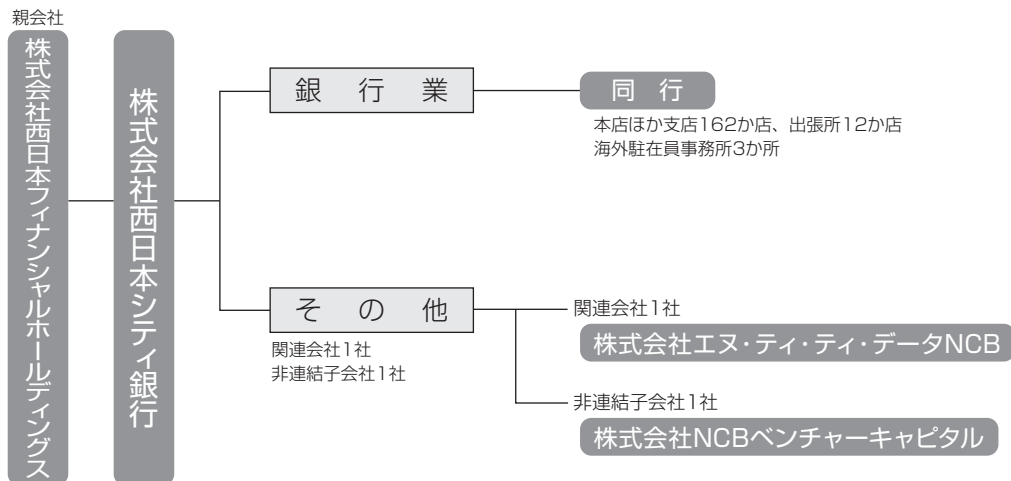 親会社
株式会社西日本フィナンシャルホールディングス
株式会社西日本シティ銀行
銀行業
同行
本店ほか支店162か店、出張所12か店
海外駐在員事務所3か所
その他
関連会社1社
非連結子会社1社
関連会社1社
株式会社エヌ・ティ・ティ・データNCB
非連結子会社1社
株式会社NCBベンチャーキャピタル